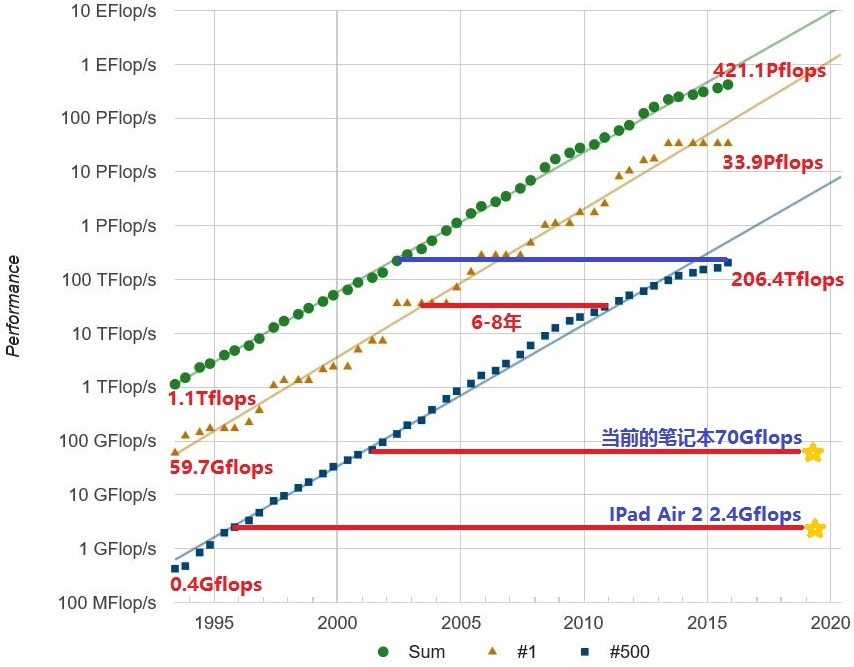 10 EFlop/s
1 EFlop/s
421.1Pflops
100 PFlop/s
33.9Pflops
10 PFlop/s
1 PFlop/s
100 TFlop/s
206.4Tflops
6-8年
10 TFlop/s
1 TFlop/s
1.1Tflops
当前的笔记本70Gflops
100 GFlop/s
59.7Gflops
10 GFlop/s
IPad Air 2 2.4Gflops
1 GFlop/s
0.4Gflops
100 MFlop/s
Performance
1995 2000 2005 2010 2015 2020
Sum #1 #500